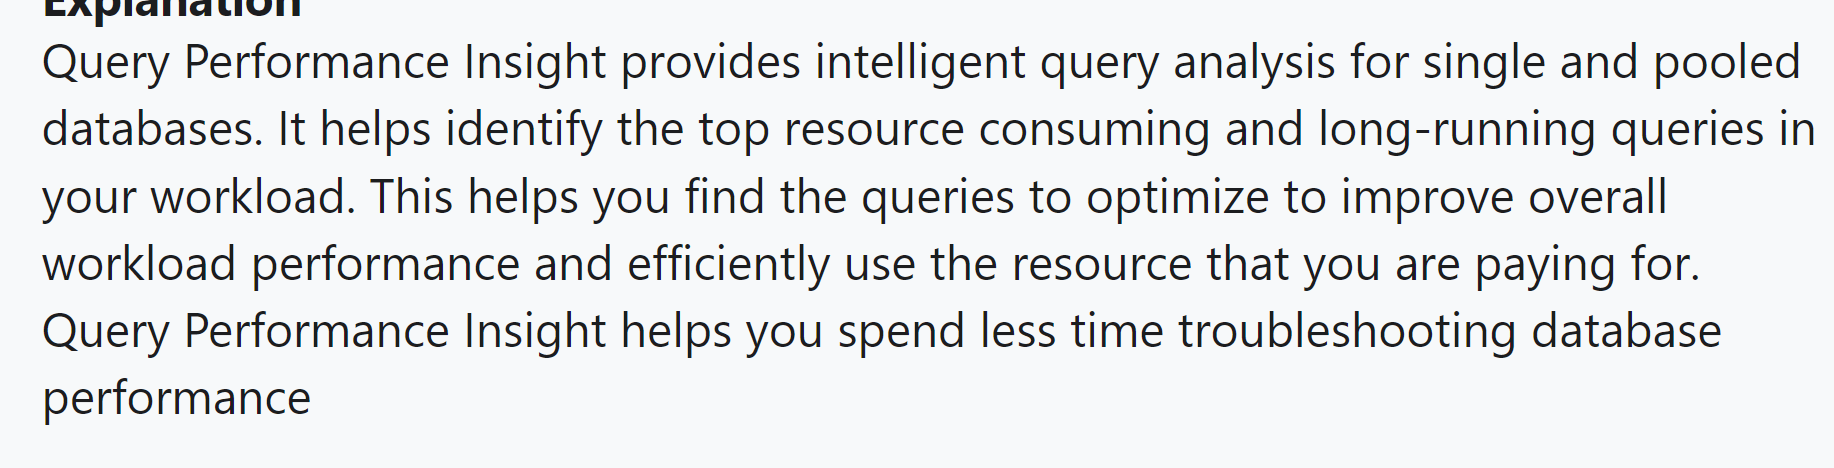 Explanation
Query Performance Insight provides intelligent query analysis for single and pooled
databases. It helps identify the top resource consuming and long-running queries in
your workload. This helps you find the queries to optimize to improve overall
workload performance and efficiently use the resource that you are paying for.
Query Performance Insight helps you spend less time troubleshooting database
performance